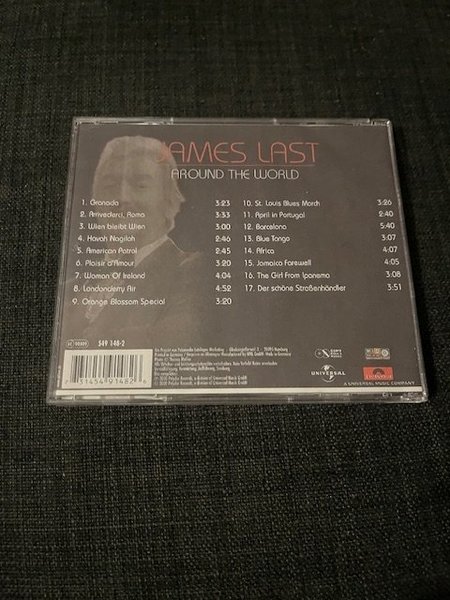 JAMES LAST
AROUND THE WORLD
1. Granada 3:23
2. Arrivederci, Roma 3:33
3. Wien bleibt Wien 3:00
4. Havah Nagilah 2:46
5. American Patrol 2:45
6. Plaisir d'Amour 3:20
7. Woman Of Ireland 4:04
8. Londonderry Air 4:52
9. Orange Blossom Special 3:20
10. St. Louis Blues March 3:26
11. April in Portugal 2:40
12. Barcelona 5:40
13. Blue Tango 3:07
14. Africa 4:07
15. Jamaica Farewell 4:05
16. The Girl From Ipanema 3:08
17. Der schöne Straßenhändler 3:51
549 148-2
UNIVERSAL
A UNIVERSAL MUSIC COMPANY